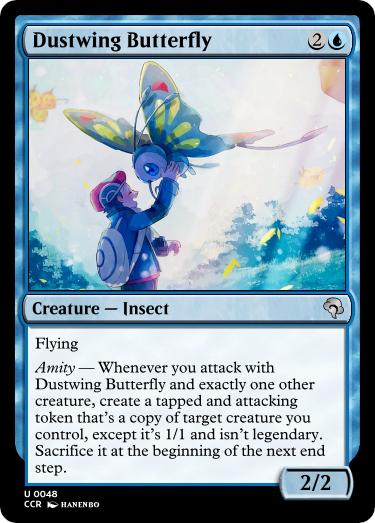 Dustwing Butterfly 2
Creature — Insect
Flying
Amity — Whenever you attack with
Dustwing Butterfly and exactly one other
creature, create a tapped and attacking
token that's a copy of target creature you
control, except it's 1/1 and isn't legendary.
Sacrifice it at the beginning of the next end
step.
2/2
U 0048
CCR HANENBO